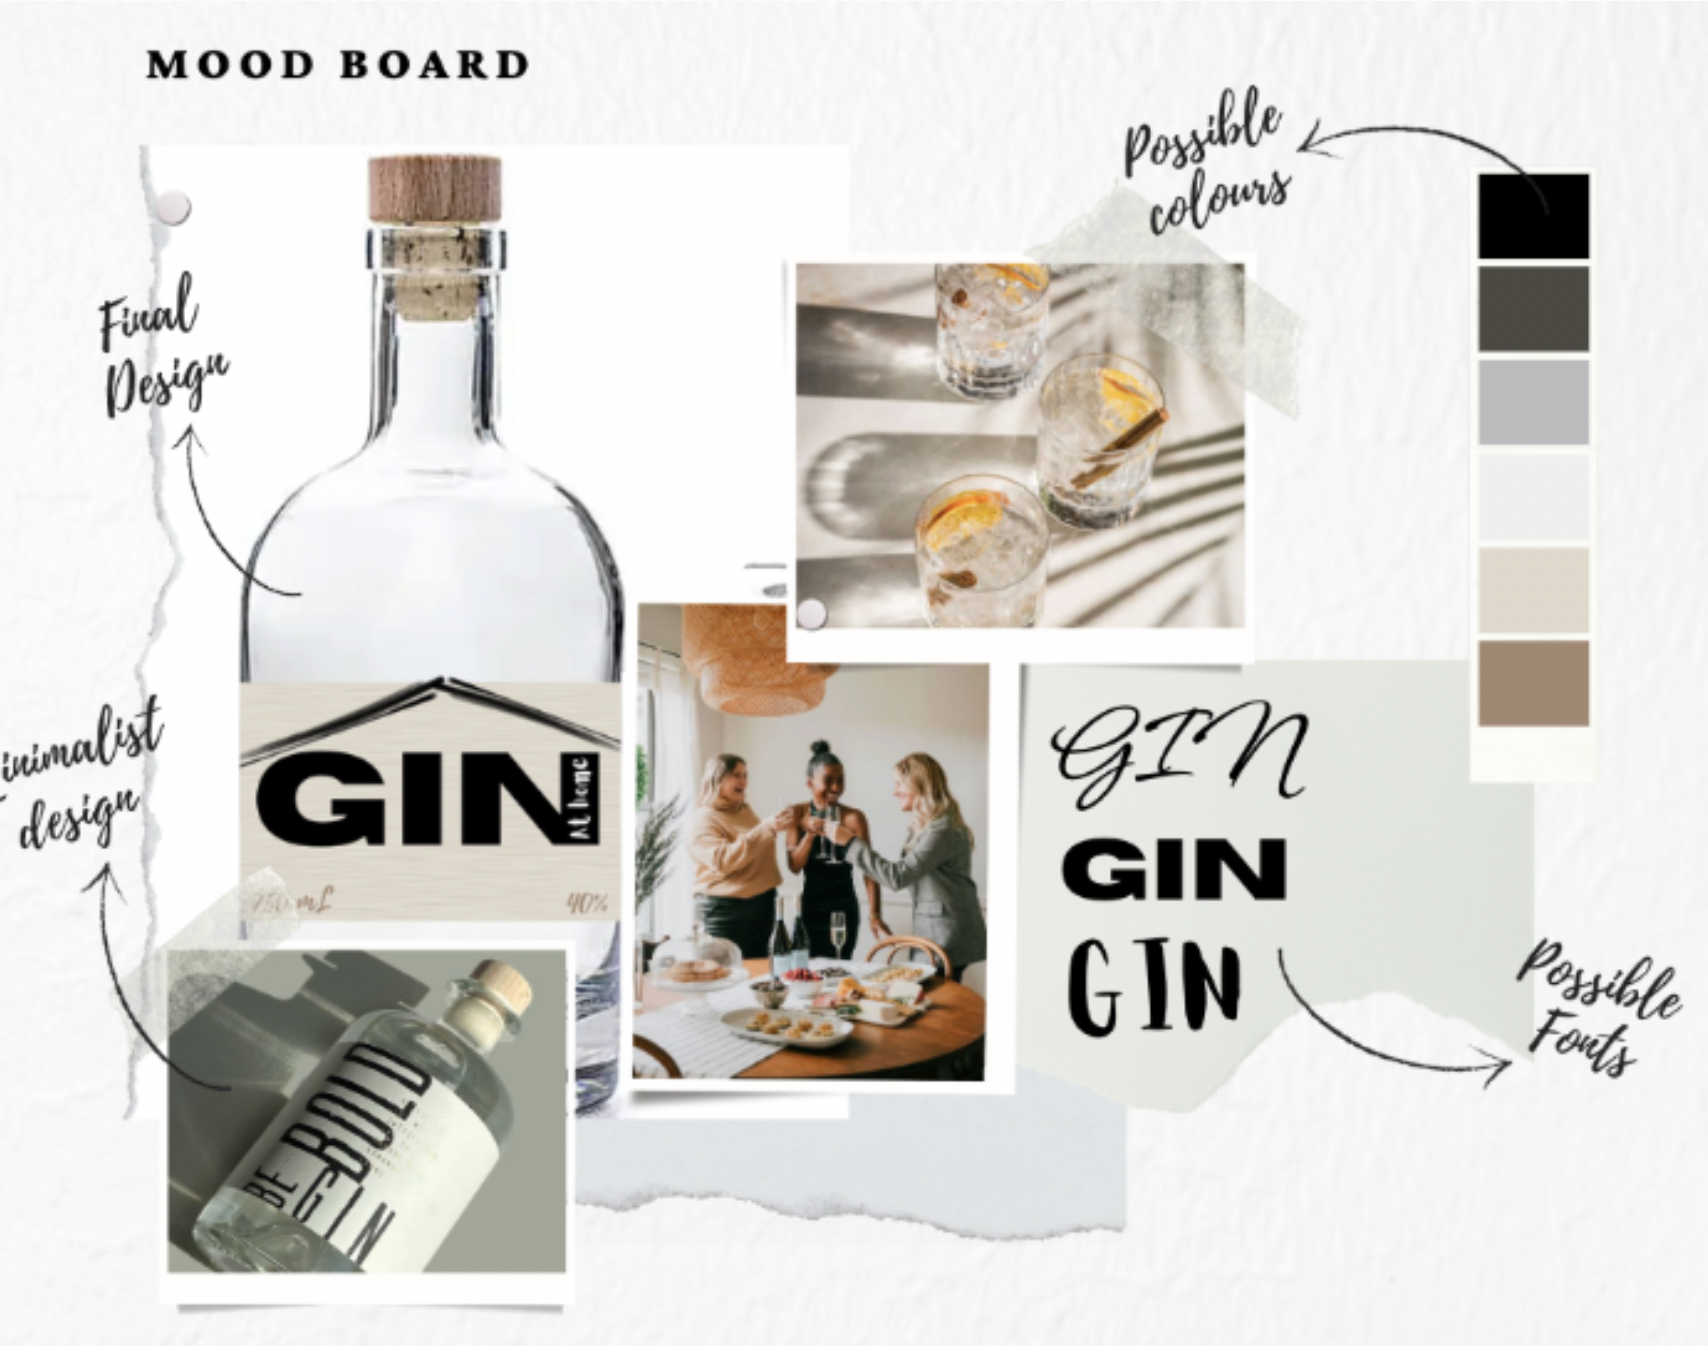 MOOD BOARD
Possible
colours
Final
Design
inimalist
design
GIN
At home
750 mL
40%
BE
BOLD
GIN
GIN
GIN
GIN
Possible
Fonts